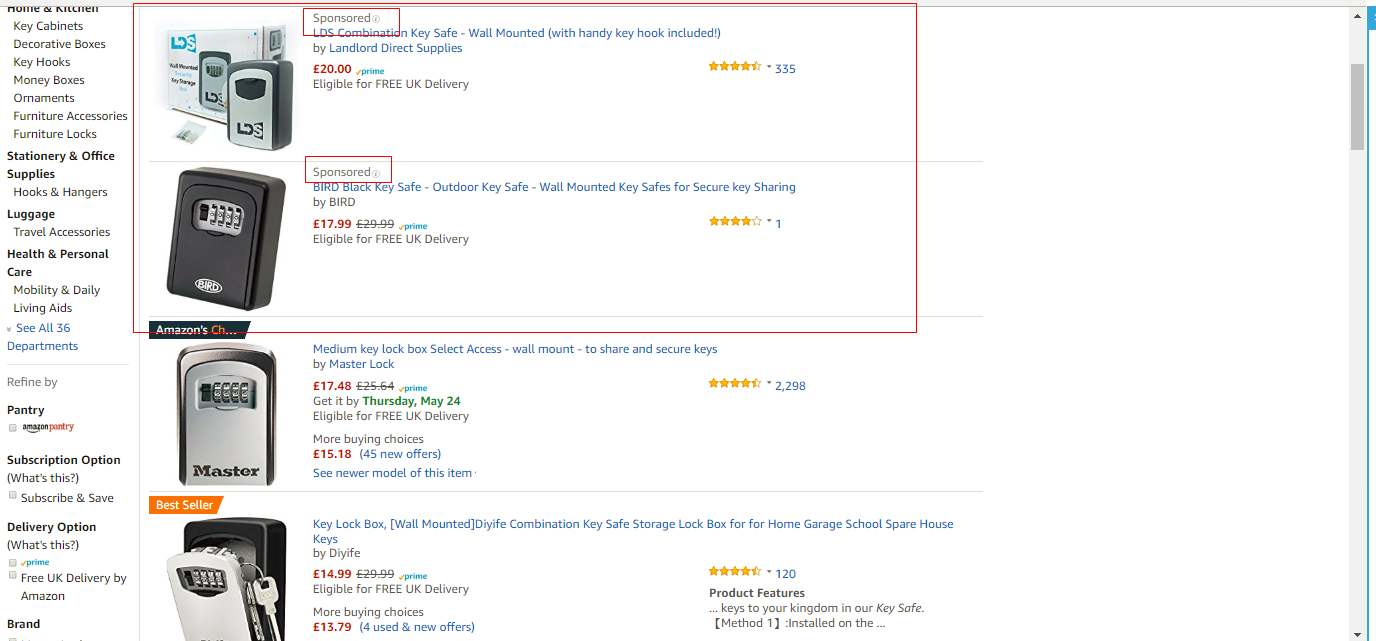 Home & Kitchen
Key Cabinets
Decorative Boxes
Key Hooks
Money Boxes
Ornaments
Furniture Accessories
Furniture Locks
Stationery & Office
Supplies
Hooks & Hangers
Luggage
Travel Accessories
Health & Personal
Care
Mobility & Daily
Living Aids
See All 36
Departments
Refine by
Pantry
amazonpantry
Subscription Option
(What's this?)
Subscribe & Save
Delivery Option
(What's this?)
prime
Free UK Delivery by
Amazon
Brand
LDS
Wall Mounted
Security
Key Storage
LDS
LDS
Sponsored
LDS Combination Key Safe - Wall Mounted (with handy key hook included!)
by Landlord Direct Supplies
£20.00 prime
335
Eligible for FREE UK Delivery
BIRD
Sponsored
BIRD Black Key Safe - Outdoor Key Safe - Wall Mounted Key Safes for Secure key Sharing
by BIRD
£17.99 £29.99 prime
1
Eligible for FREE UK Delivery
Amazon's Ch...
Master
Medium key lock box Select Access - wall mount - to share and secure keys
by Master Lock
£17.48 £25.64 prime
2,298
Get it by Thursday, May 24
Eligible for FREE UK Delivery
More buying choices
£15.18 (45 new offers)
See newer model of this item
Best Seller
Key Lock Box, [Wall Mounted]Diyife Combination Key Safe Storage Lock Box for for Home Garage School Spare House
Keys
by Diyife
£14.99 £29.99 prime
120
Eligible for FREE UK Delivery
More buying choices
£13.79 (4 used & new offers)
Product Features
... keys to your kingdom in our Key Safe.
【Method 1】:Installed on the ...